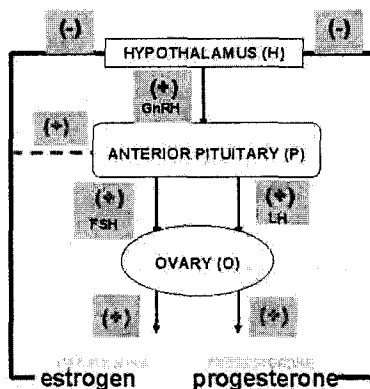 (-) (-)
HYPOTHALAMUS (H)
(+)
GnRH
(+)
ANTERIOR PITUITARY (P)
(+) (+)
FSH LH
OVARY (O)
(+) (+)
estrogen progesterone